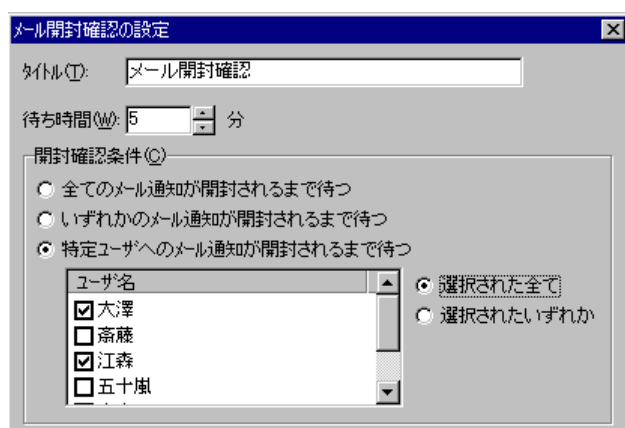 メール開封確認の設定
タイトル(T): メール開封確認
待ち時間(W): 5 分
開封確認条件(C)
全てのメール通知が開封されるまで待つ
いずれかのメール通知が開封されるまで待つ
特定ユーザへのメール通知が開封されるまで待つ
ユーザ名
大澤
選択された全て
斎藤
選択されたいずれか
江森
五十嵐